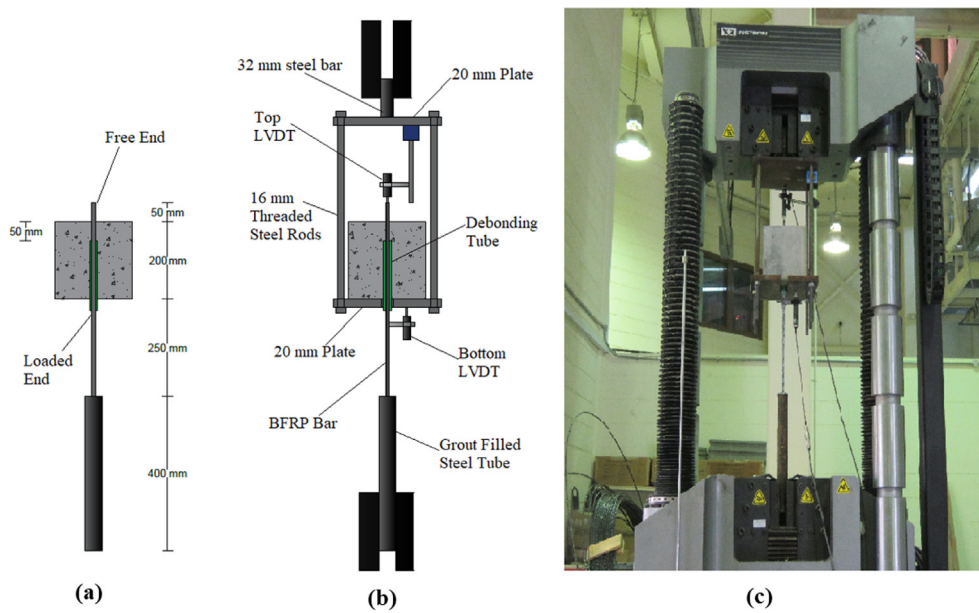 Free End
50 mm
50 mm
200 mm
Loaded
End
250 mm
400 mm
(a)
32 mm steel bar
20 mm Plate
Top
LVDT
16 mm
Threaded
Steel Rods
Debonding
Tube
20 mm Plate
Bottom
LVDT
BFRP Bar
Grout Filled
Steel Tube
(b)
(c)